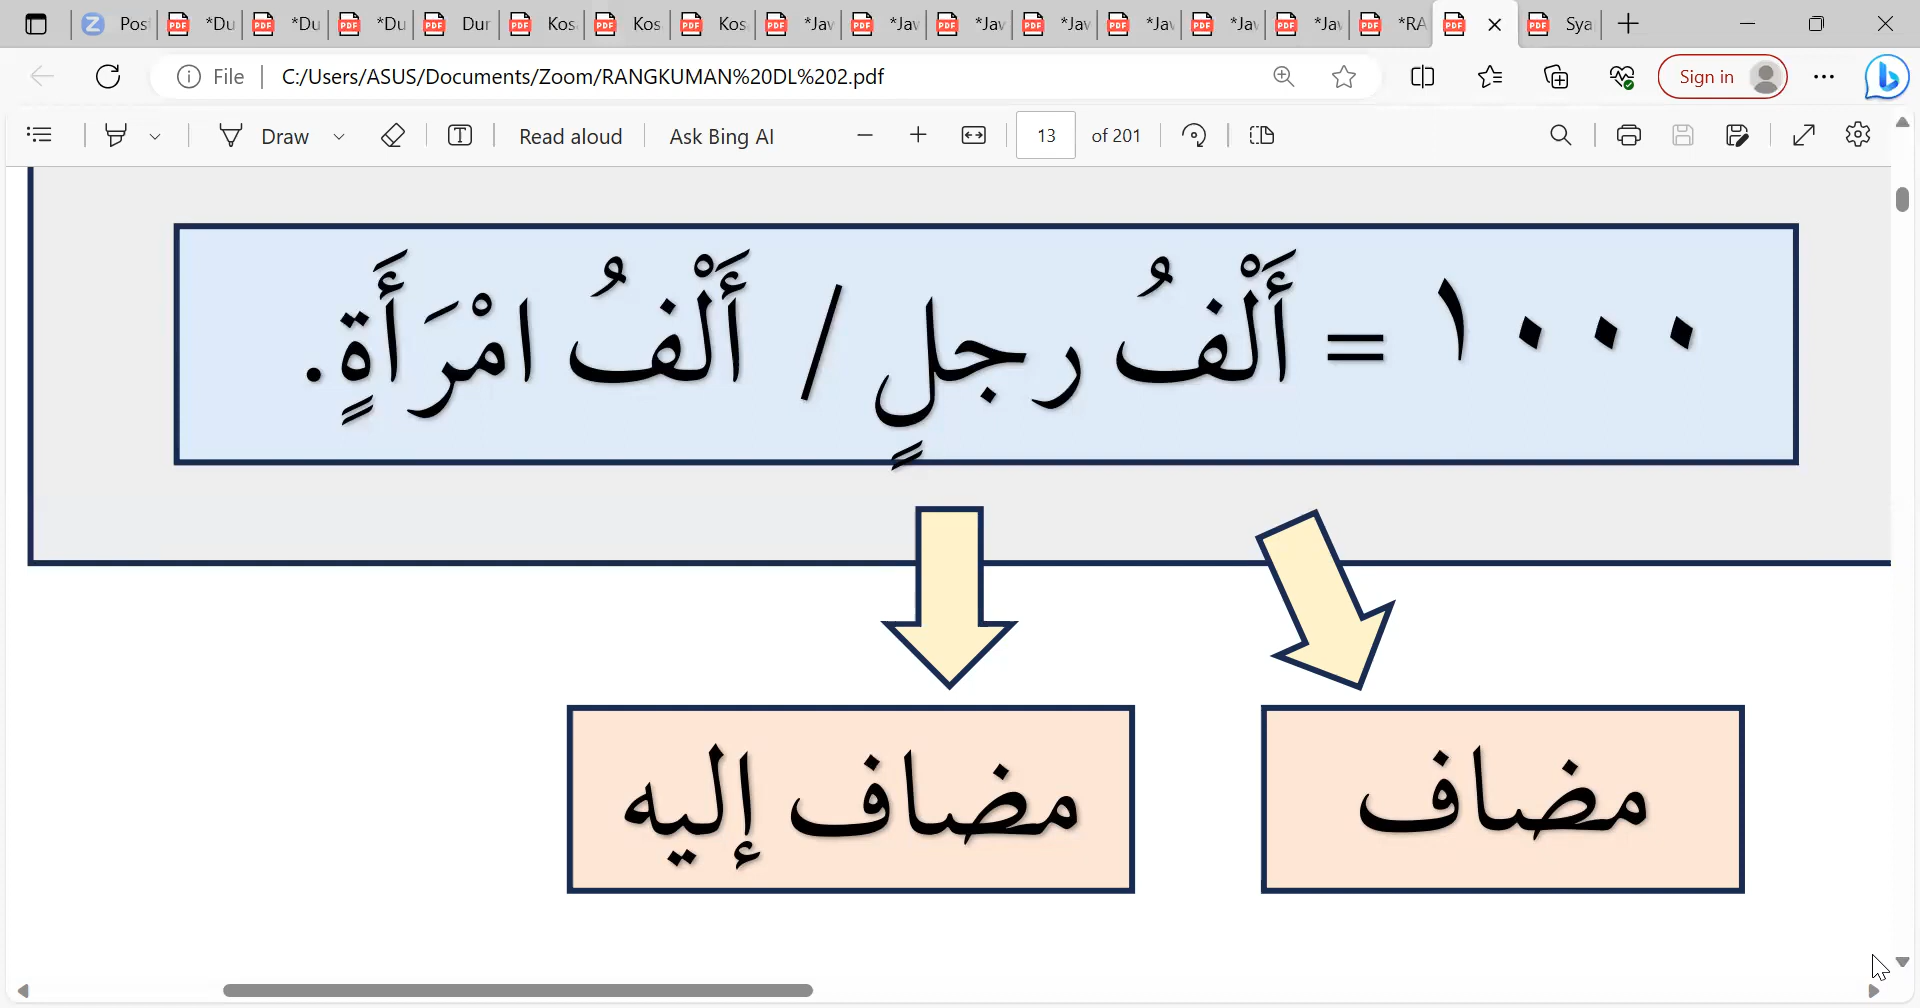 Pos *Du *Du *Du Dur Kos Kos Kos *Jav *Jav *Jav *Jav *Jav *Jav *Jav *RA Sya
File C:/Users/ASUS/Documents/Zoom/RANGKUMAN%20DL%202.pdf Sign in
Draw Read aloud Ask Bing AI 13 of 201
١٠٠٠ = أَلْفُ رجلٍ / أَلْفُ امْرَأَةٍ.
مضاف مضاف إليه